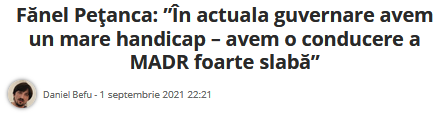 Fănel Pețanca: ”În actuala guvernare avem
un mare handicap – avem o conducere a
MADR foarte slabă”
Daniel Befu - 1 septembrie 2021 22:21